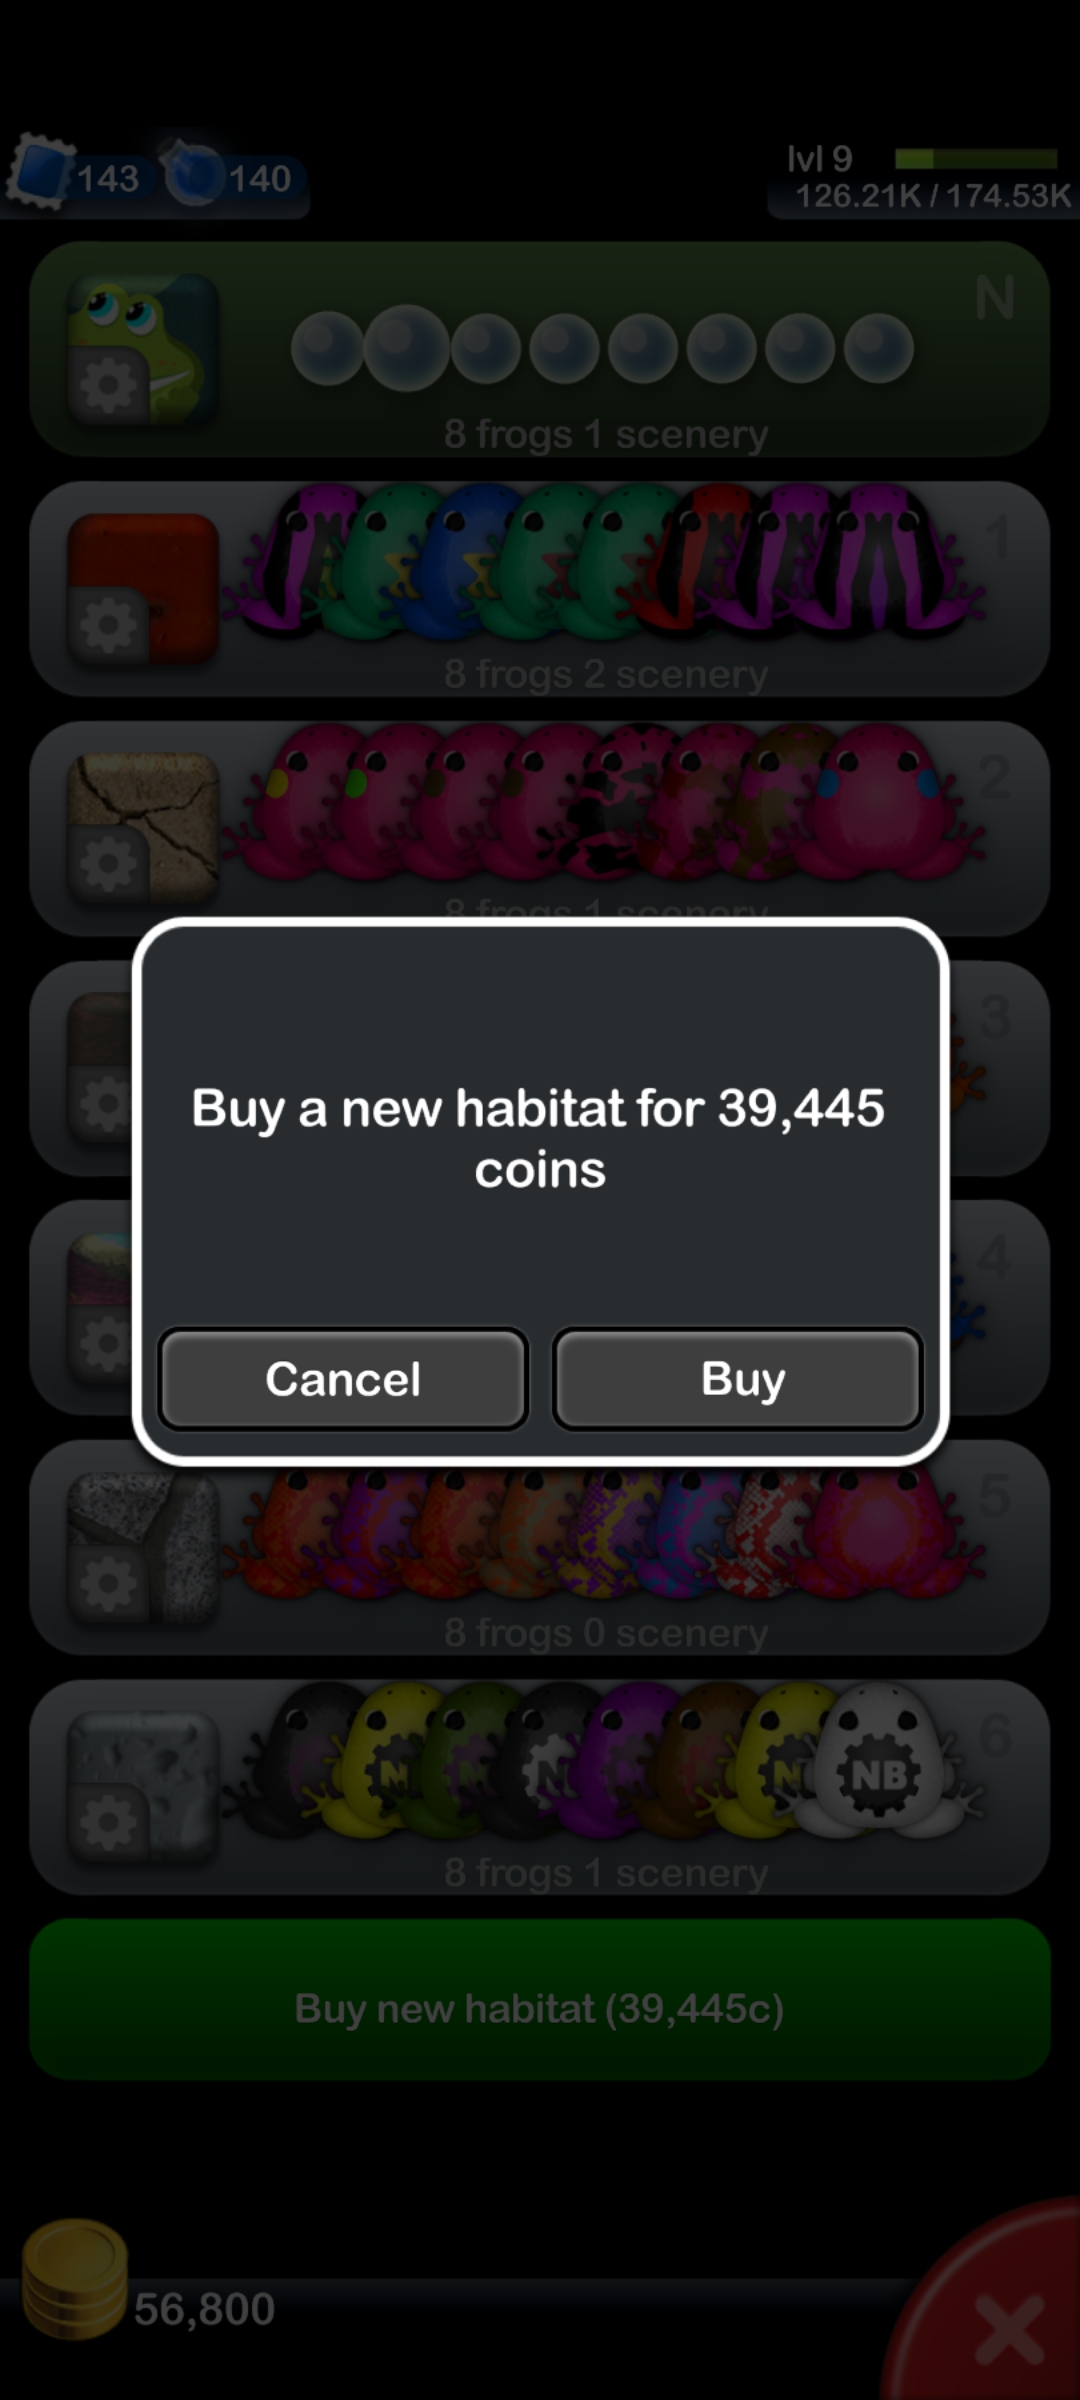 143 140
lvl 9
126.21K / 174.53K
N
8 frogs 1 scenery
1
8 frogs 2 scenery
2
8 frogs 1 scenery
3
Buy a new habitat for 39,445
coins
4
Cancel Buy
5
8 frogs 0 scenery
6
NB
8 frogs 1 scenery
Buy new habitat (39,445c)
56,800